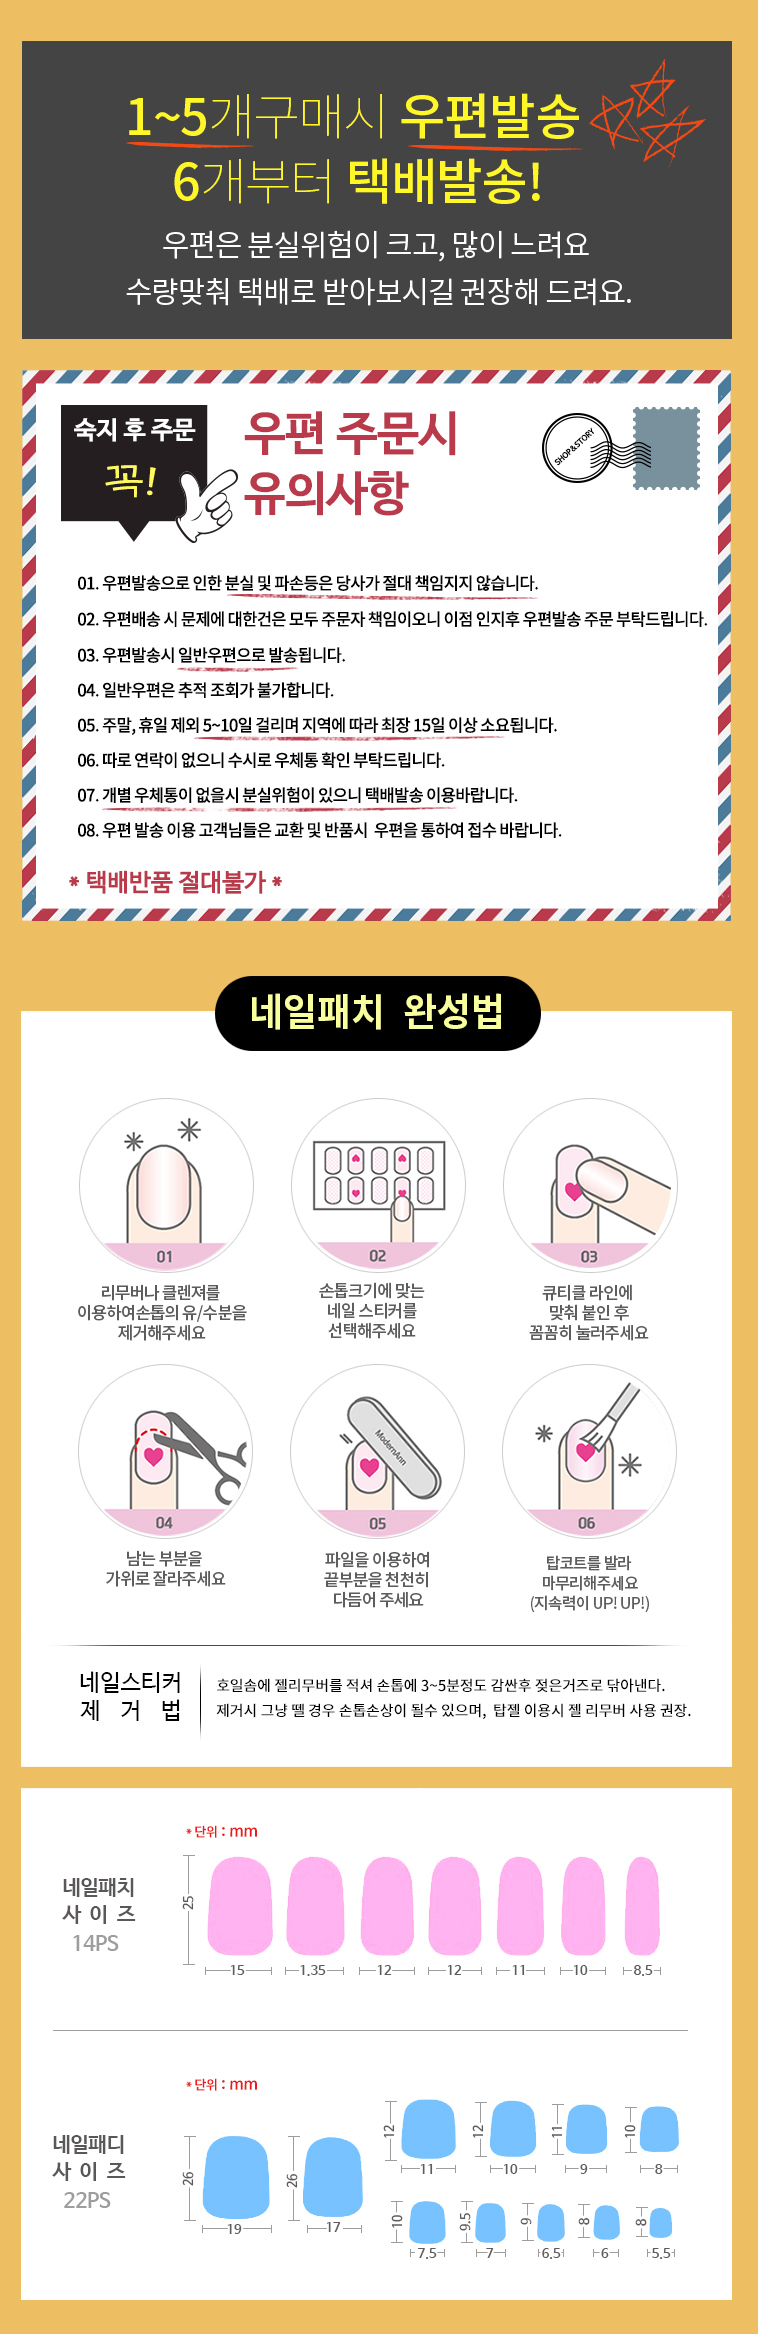 1~5개구매시 우편발송
6개부터 택배발송!
우편은 분실위험이 크고, 많이 느려요
수량맞춰 택배로 받아보시길 권장해 드려요.
숙지 후 주문
꼭!
우편 주문시
유의사항
SHOP&STORY
01. 우편발송으로 인한 분실 및 파손등은 당사가 절대 책임지지 않습니다.
02. 우편배송 시 문제에 대한건은 모두 주문자 책임이오니 이점 인지후 우편발송 주문 부탁드립니다.
03. 우편발송시 일반우편으로 발송됩니다.
04. 일반우편은 추적 조회가 불가합니다.
05. 주말, 휴일 제외 5~10일 걸리며 지역에 따라 최장 15일 이상 소요됩니다.
06. 따로 연락이 없으니 수시로 우체통 확인 부탁드립니다.
07. 개별 우체통이 없을시 분실위험이 있으니 택배발송 이용바랍니다.
08. 우편 발송 이용 고객님들은 교환 및 반품시 우편을 통하여 접수 바랍니다.
* 택배반품 절대불가 *
네일패치 완성법
01
리무버나 클렌져를
이용하여손톱의 유/수분을
제거해주세요
02
손톱크기에 맞는
네일 스티커를
선택해주세요
03
큐티클 라인에
맞춰 붙인 후
꼼꼼히 눌러주세요
04
남는 부분을
가위로 잘라주세요
ModernAnn
05
파일을 이용하여
끝부분을 천천히
다듬어 주세요
06
탑코트를 발라
마무리해주세요
(지속력이 UP! UP!)
네일스티커
제 거 법
호일솜에 젤리무버를 적셔 손톱에 3~5분정도 감싼후 젖은거즈로 닦아낸다.
제거시 그냥 뗄 경우 손톱손상이 될수 있으며, 탑젤 이용시 젤 리무버 사용 권장.
* 단위 : mm
네일패치
사 이 즈
14PS
25
15 1.35 12 12 11 10 8.5
* 단위 : mm
네일패디
사 이 즈
22PS
26 26
19 17
12 12 11 10
11 10 9 8
10 9.5 9 8 8
7.5 7 6.5 6 5.5